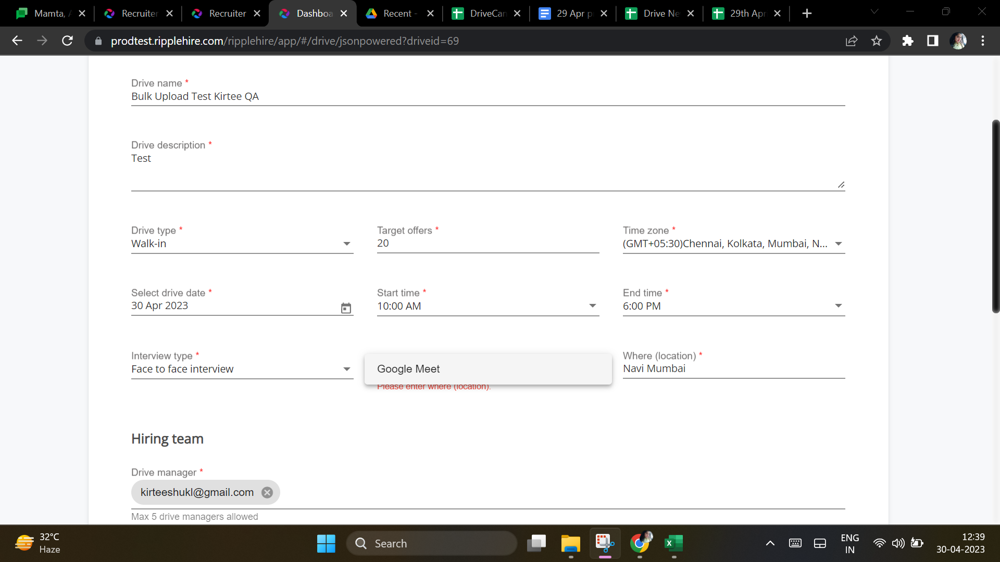 Mamta, A
Recruiter
Recruiter
Dashboa
Recent -
DriveCan
29 Apr p
Drive Ne
29th Apr
prodtest.ripplehire.com/ripplehire/app/#/drive/jsonpowered?driveid=69
Drive name *
Bulk Upload Test Kirtee QA
Drive description *
Test
Drive type *
Walk-in
Target offers *
20
Time zone *
(GMT+05:30)Chennai, Kolkata, Mumbai, N...
Select drive date *
30 Apr 2023
Start time *
10:00 AM
End time *
6:00 PM
Interview type *
Face to face interview
Google Meet
Please enter where (location).
Where (location) *
Navi Mumbai
Hiring team
Drive manager *
kirteeshukl@gmail.com
Max 5 drive managers allowed
32°C
Haze
Search
ENG
IN
12:39
30-04-2023